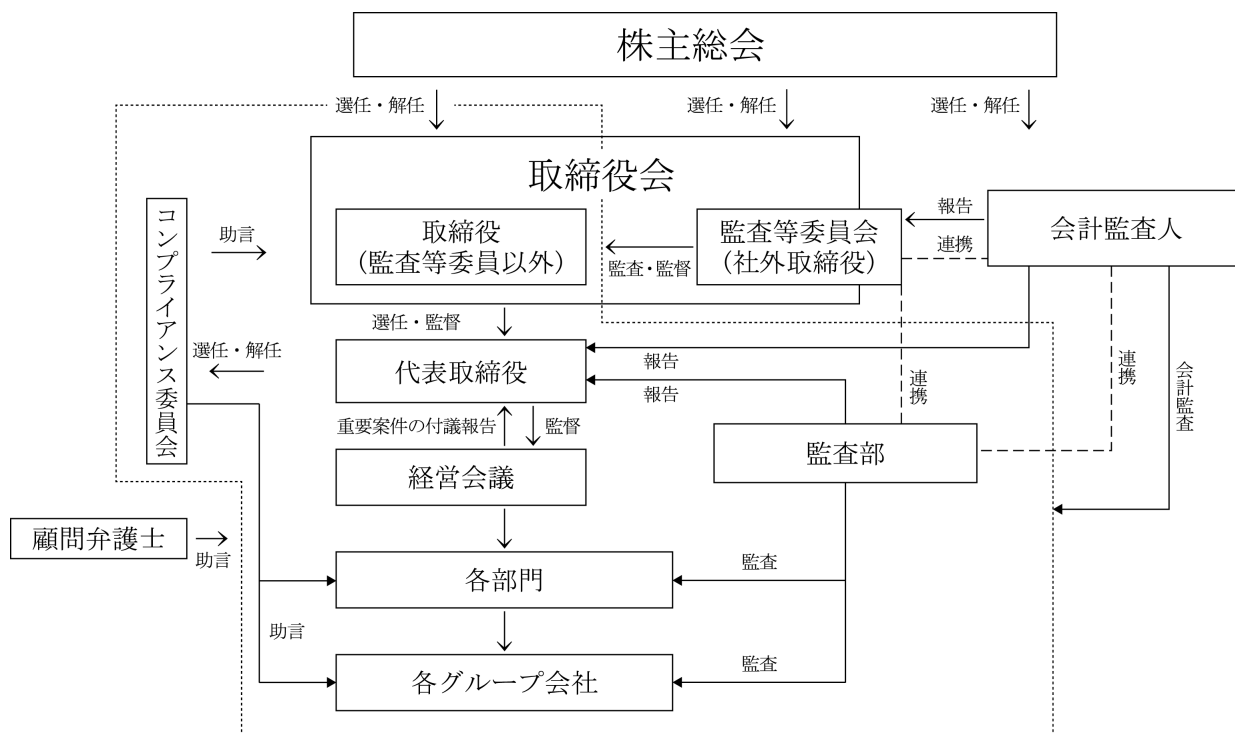 株主総会
選任・解任
選任・解任
選任・解任
取締役会
取締役
（監査等委員以外）
監査・監督
監査等委員会
（社外取締役）
報告
連携
会計監査人
コンプライアンス委員会
助言
選任・解任
選任・監督
代表取締役
報告
報告
連携
連携
会計監査
重要案件の付議報告
監督
監査部
経営会議
顧問弁護士
助言
各部門
監査
助言
各グループ会社
監査